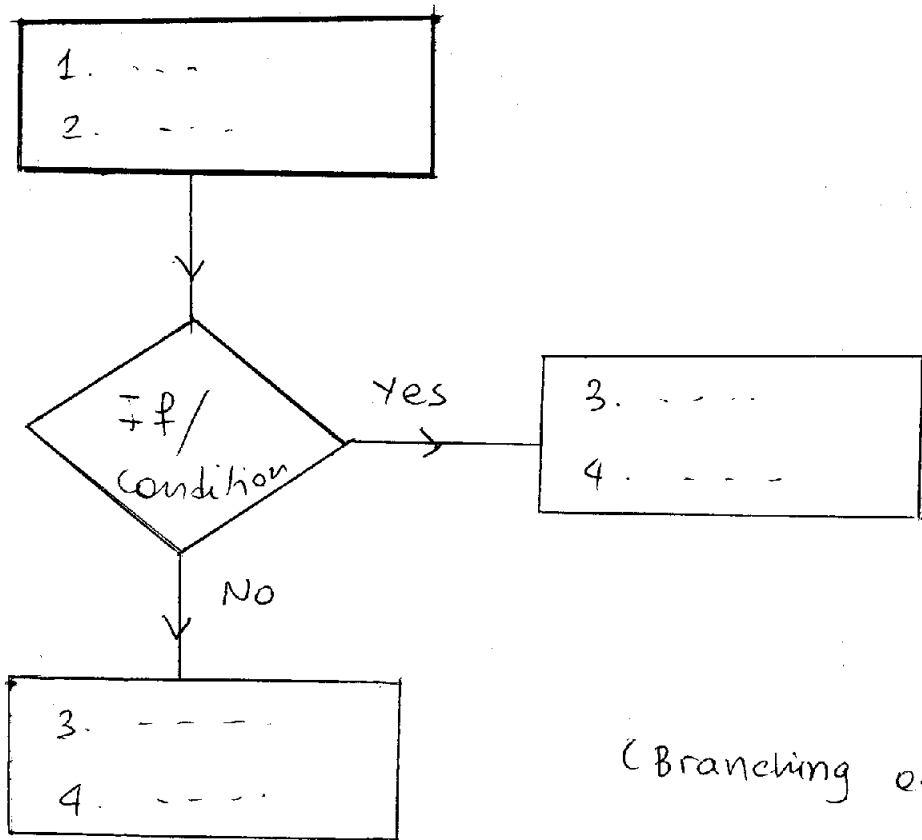 1. - - -
2. - - -
If/
condition
Yes
3. - - - -
4. - - -
No
3. - - - -
4. - - - -
(Branching